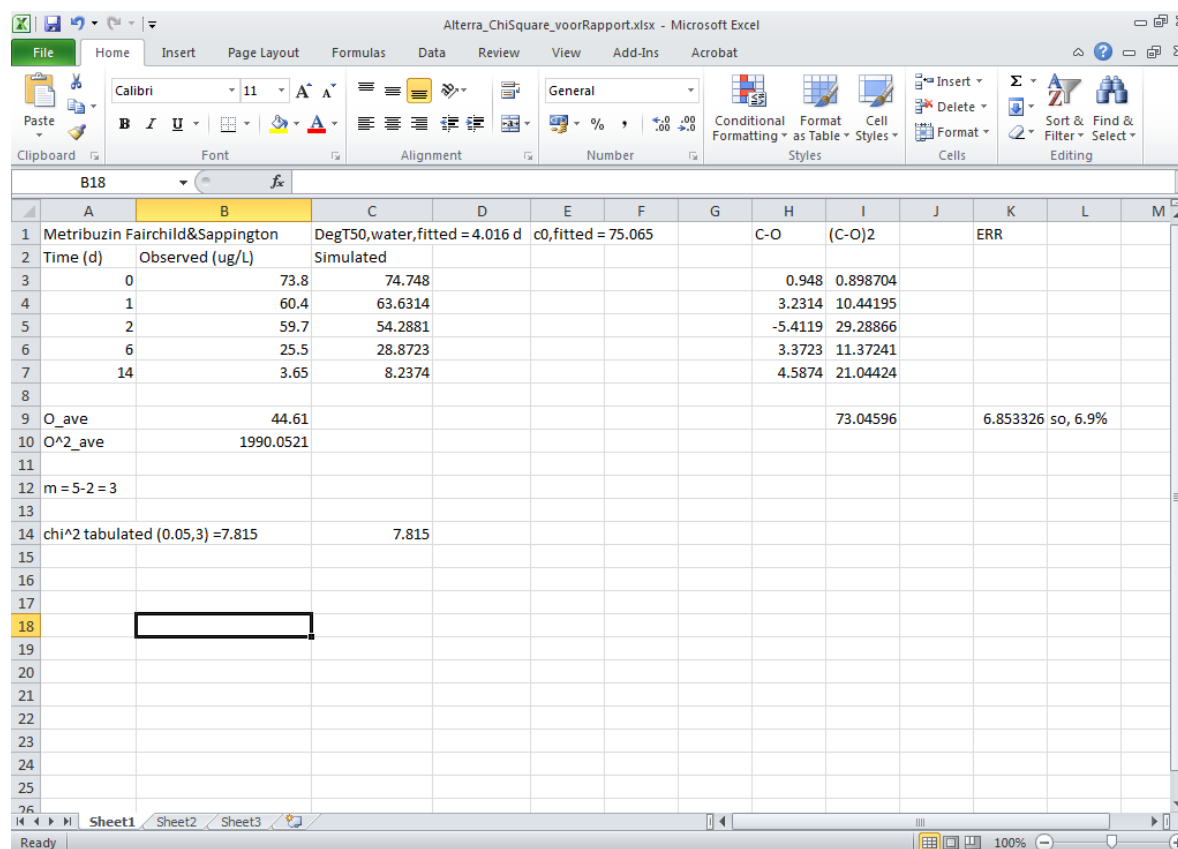 Alterra_ChiSquare_voorRapport.xlsx - Microsoft Excel
File Home Insert Page Layout Formulas Data Review View Add-Ins Acrobat
Paste
Calibri 11 A A
B I U A
General
% , .0 .00 .00 .0
Conditional Formatting
Format as Table
Cell Styles
Insert
Delete
Format
Σ
Sort & Filter
Find & Select
Clipboard Font Alignment Number Styles Cells Editing
B18 fx
A B C D E F G H I J K L M
1 Metribuzin Fairchild&Sappington DegT50,water,fitted = 4.016 d c0,fitted = 75.065 C-O (C-O)2 ERR
2 Time (d) Observed (ug/L) Simulated
3 0 73.8 74.748 0.948 0.898704
4 1 60.4 63.6314 3.2314 10.44195
5 2 59.7 54.2881 -5.4119 29.28866
6 6 25.5 28.8723 3.3723 11.37241
7 14 3.65 8.2374 4.5874 21.04424
8
9 O_ave 44.61 73.04596 6.853326 so, 6.9%
10 O^2_ave 1990.0521
11
12 m = 5-2 = 3
13
14 chi^2 tabulated (0.05,3) =7.815 7.815
15
16
17
18
19
20
21
22
23
24
25
26
Sheet1 Sheet2 Sheet3
Ready 100%